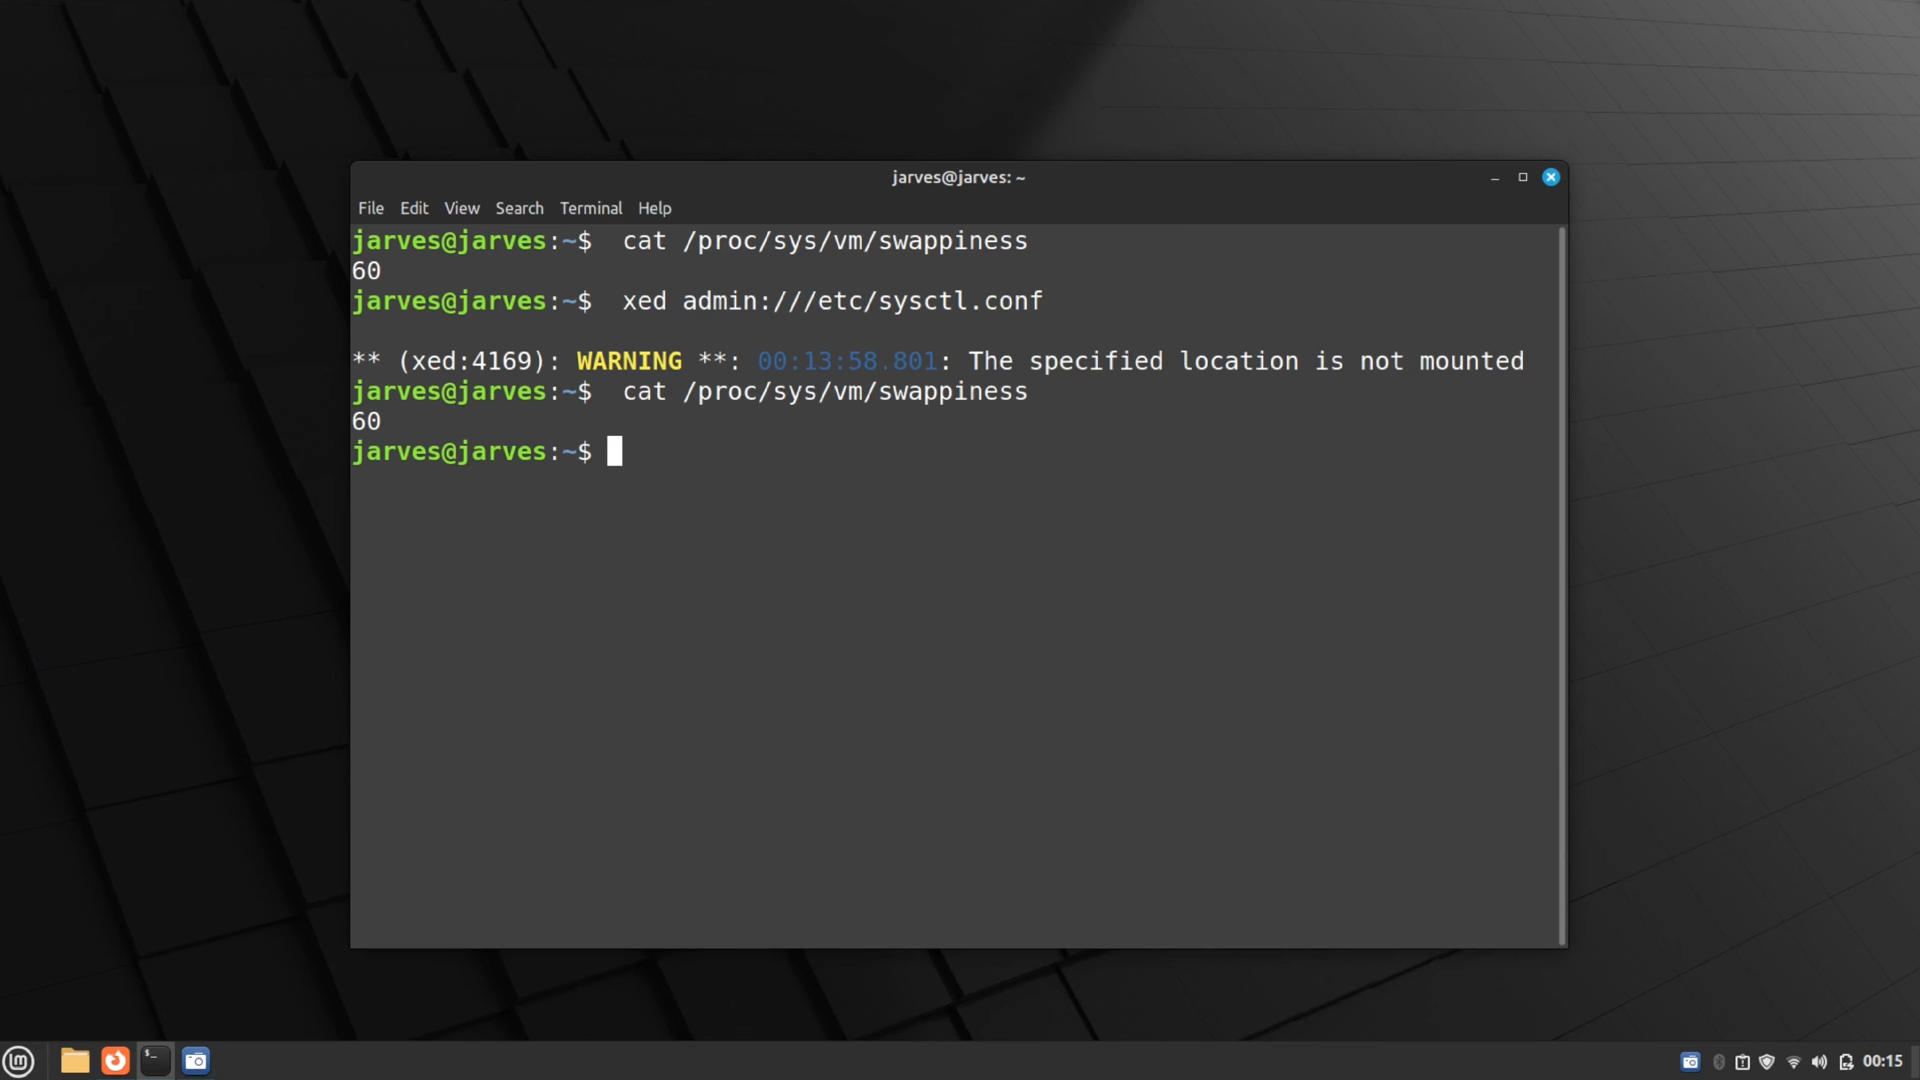 jarves@jarves: ~
File Edit View Search Terminal Help
jarves@jarves:~$  cat /proc/sys/vm/swappiness
60
jarves@jarves:~$  xed admin:///etc/sysctl.conf
** (xed:4169): WARNING **: 00:13:58.801: The specified location is not mounted
jarves@jarves:~$  cat /proc/sys/vm/swappiness
60
jarves@jarves:~$
00:15